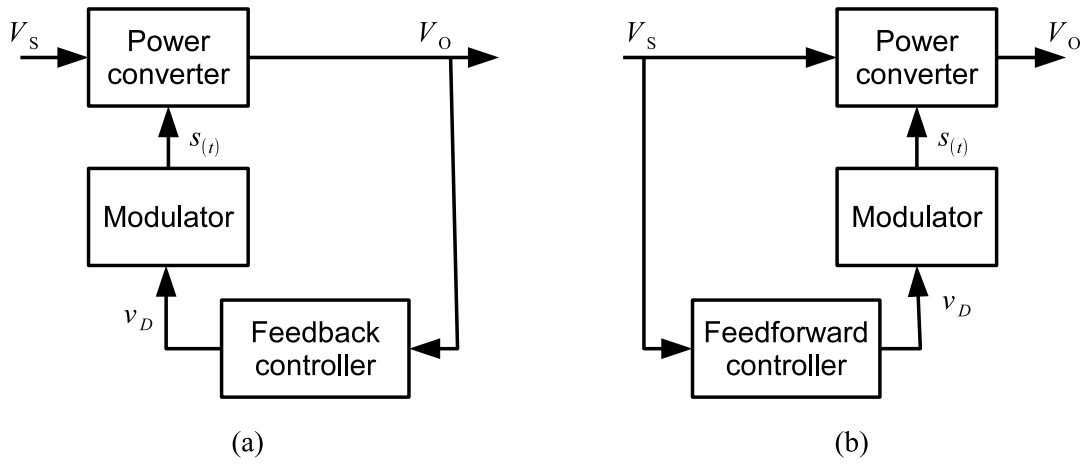 V_S
Power
converter
V_O
s_(t)
Modulator
v_D
Feedback
controller
(a)
V_S
Power
converter
V_O
s_(t)
Modulator
v_D
Feedforward
controller
(b)